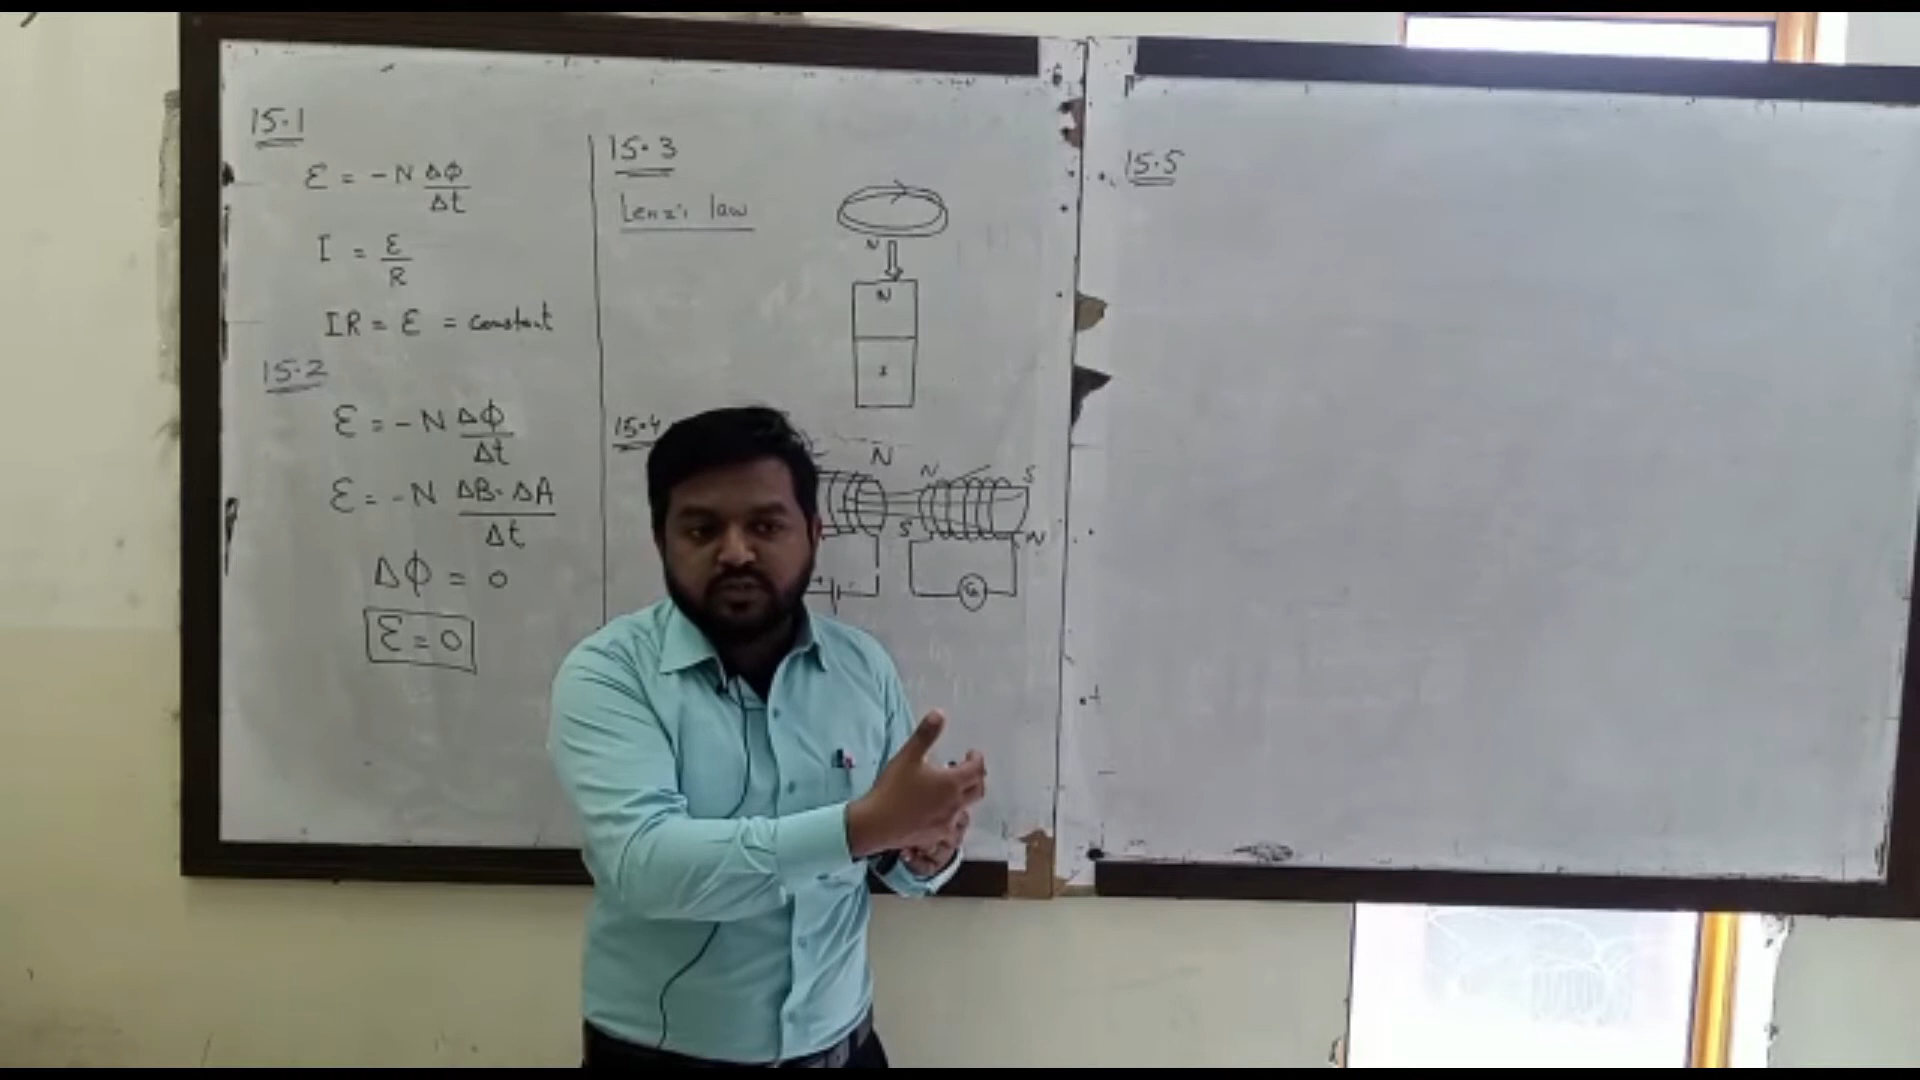 15.1
ε = -N ΔΦ/Δt
I = ε/R
IR = ε = constant
15.2
ε = -N ΔΦ/Δt
ε = -N ΔB·ΔA/Δt
ΔΦ = 0
ε = 0
15.3
Lenz's law
N
N
s
15.4
N
N
S
S
N
+ -
G
15.5